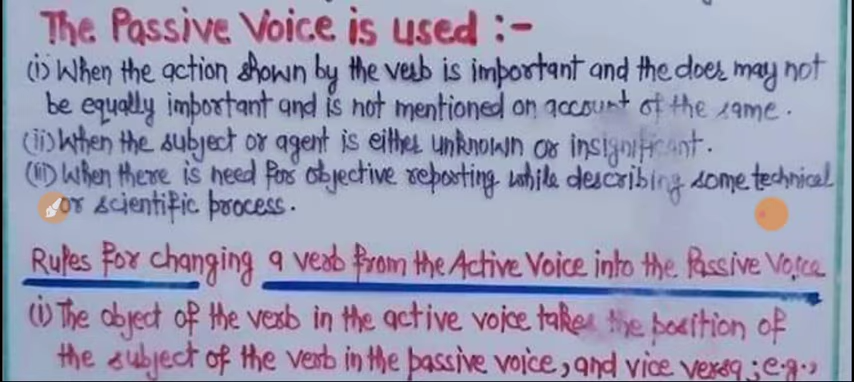 The Passive Voice is used :-
(i) When the action shown by the verb is important and the doer may not
be equally important and is not mentioned on account of the same.
(ii) When the subject or agent is either unknown or insignificant.
(iii) When there is need for objective reporting while describing some technical
or scientific process.
Rules for changing a verb from the Active Voice into the Passive Voice
(i) The object of the verb in the active voice takes the position of
the subject of the verb in the passive voice, and vice versa; e.g.,